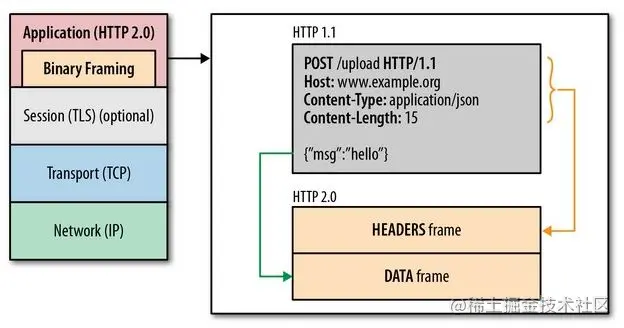 Application (HTTP 2.0)
Binary Framing
Session (TLS) (optional)
Transport (TCP)
Network (IP)
HTTP 1.1
POST /upload HTTP/1.1
Host: www.example.org
Content-Type: application/json
Content-Length: 15
{"msg":"hello"}
HTTP 2.0
HEADERS frame
DATA frame
@稀土掘金技术社区